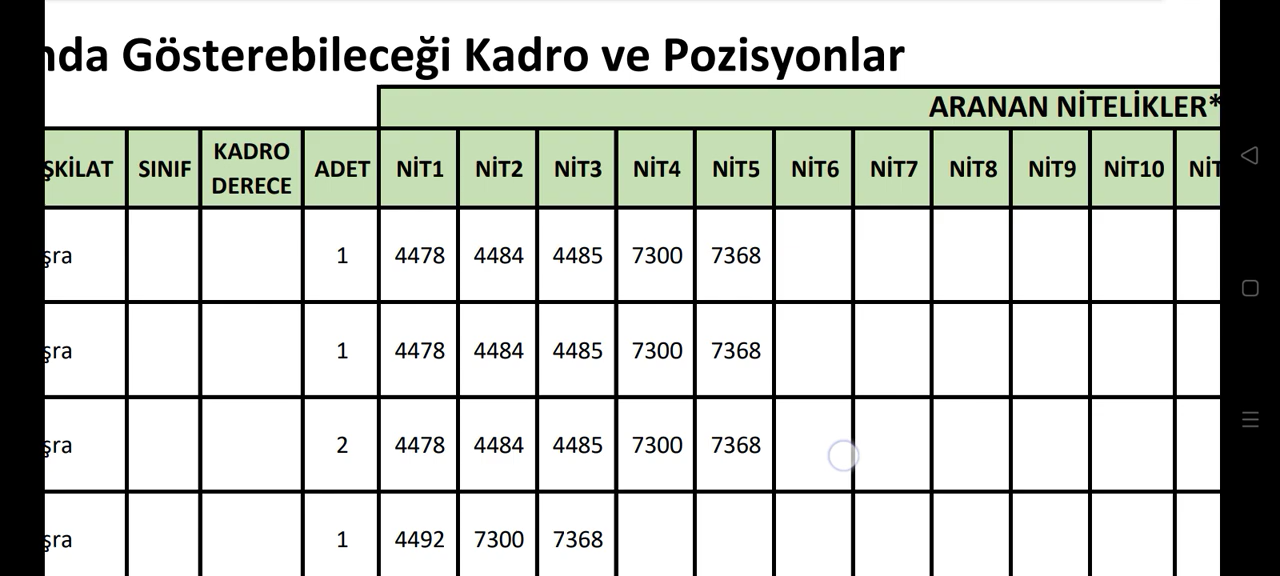 nda Gösterebileceği Kadro ve Pozisyonlar
ARANAN NİTELİKLER*
ŞKİLAT SINIF KADRO DERECE ADET NİT1 NİT2 NİT3 NİT4 NİT5 NİT6 NİT7 NİT8 NİT9 NİT10 NİT
şra 1 4478 4484 4485 7300 7368
şra 1 4478 4484 4485 7300 7368
şra 2 4478 4484 4485 7300 7368
şra 1 4492 7300 7368